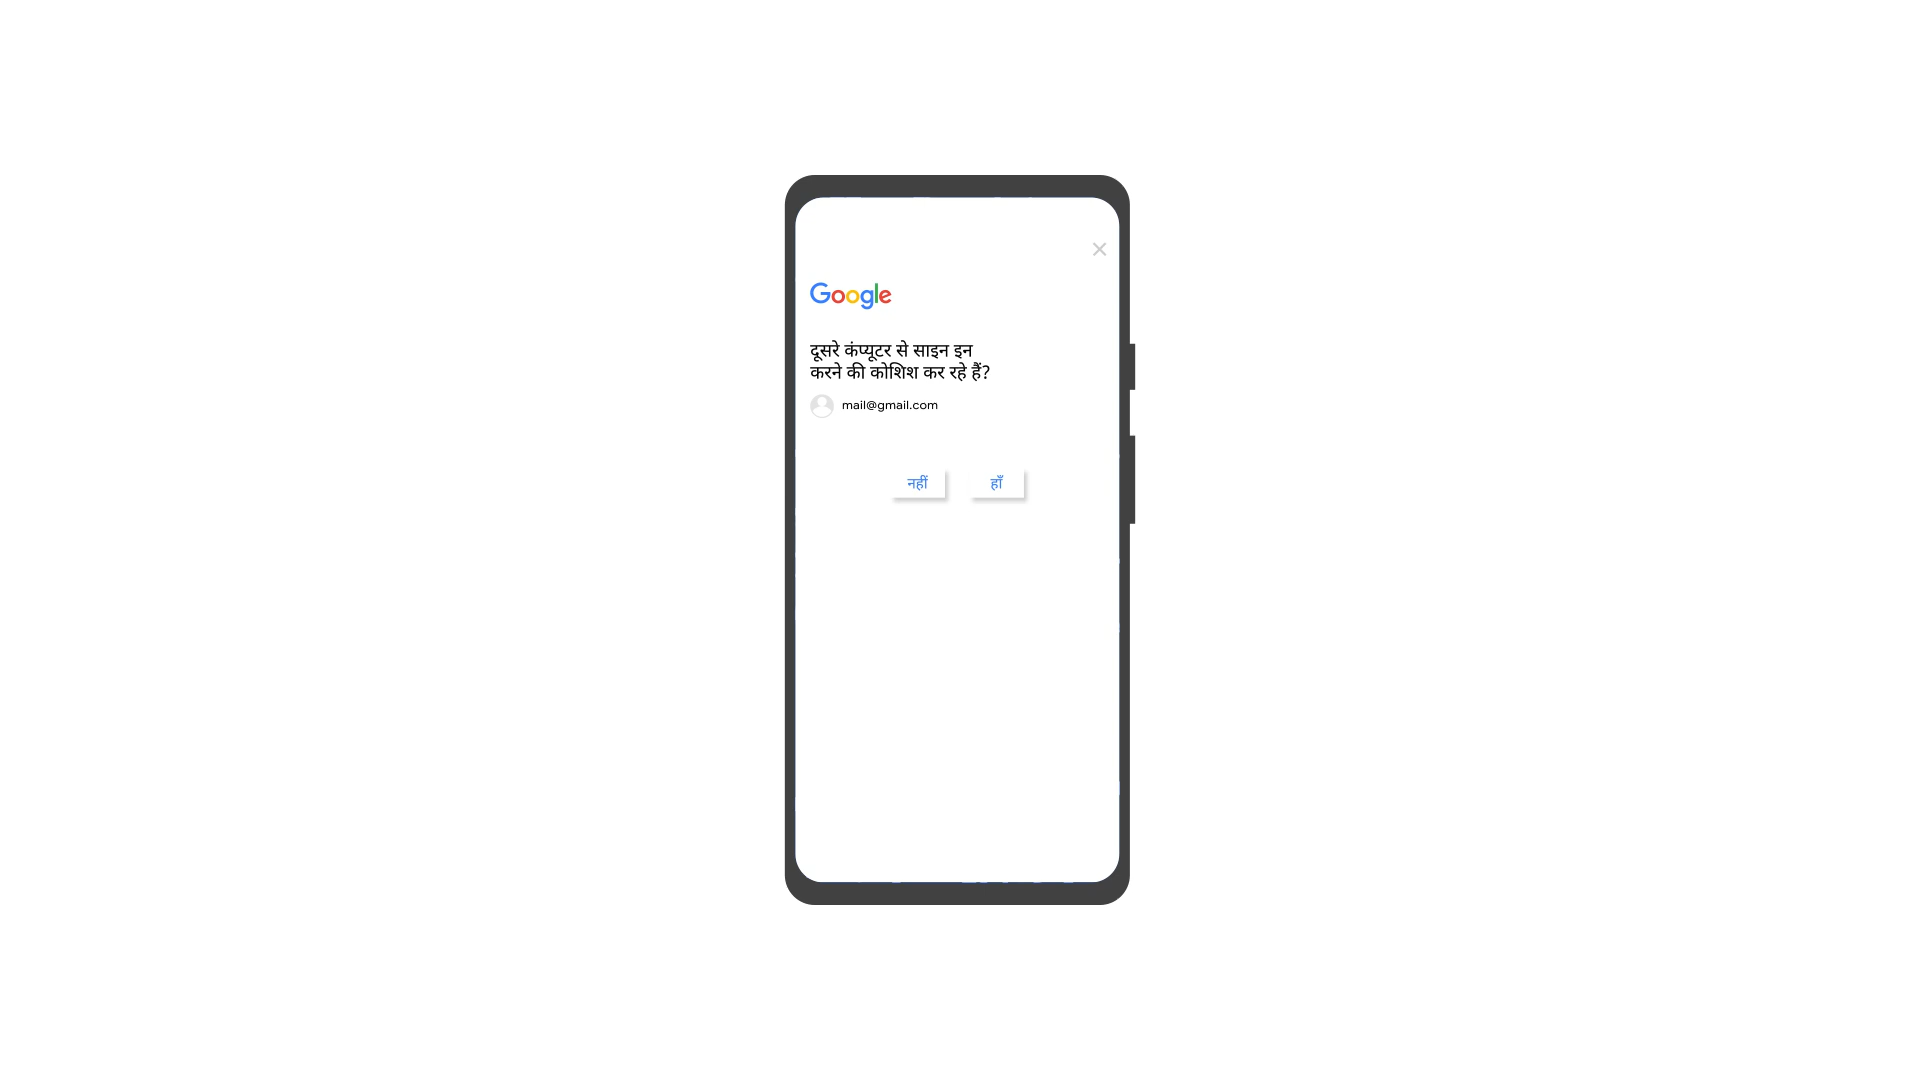 Google
दूसरे कंप्यूटर से साइन इन
करने की कोशिश कर रहे हैं?
mail@gmail.com
नहीं
हाँ